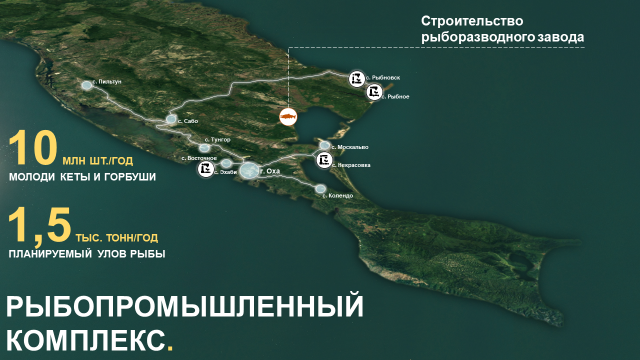 Строительство
рыборазводного завода
с. Пильтун
с. Рыбновск
с. Рыбное
с. Сабо
с. Тунгор
с. Москальво
с. Восточное
с. Некрасовка
с. Эхаби
г. Оха
с. Колендо
10 МЛН ШТ./ГОД
МОЛОДИ КЕТЫ И ГОРБУШИ
1,5 ТЫС. ТОНН/ГОД
ПЛАНИРУЕМЫЙ УЛОВ РЫБЫ
РЫБОПРОМЫШЛЕННЫЙ
КОМПЛЕКС.